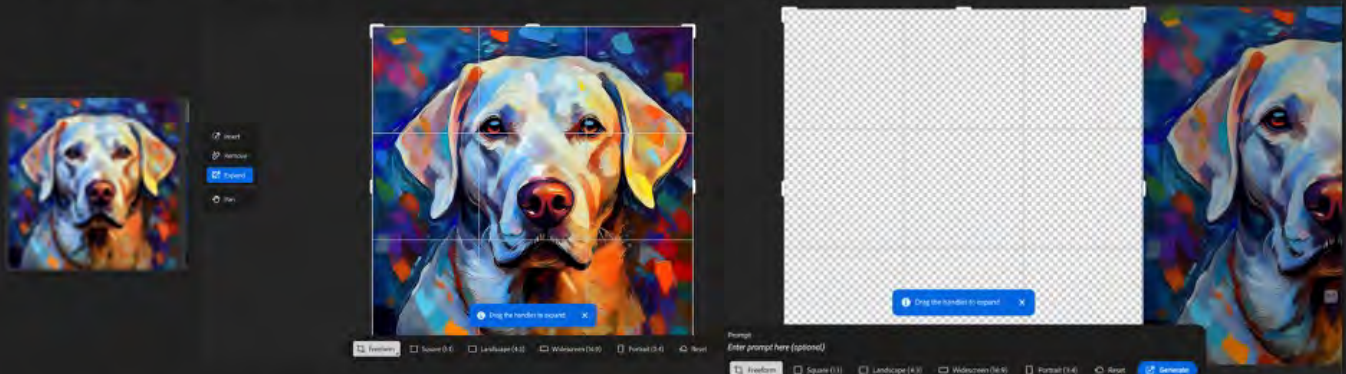 Insert
Remove
Expand
Pan
Drag the handles to expand.
Freeform
Square (1:1)
Landscape (4:3)
Widescreen (16:9)
Portrait (3:4)
Reset
Drag the handles to expand
Prompt
Enter prompt here (optional)
Freeform
Square (1:1)
Landscape (4:3)
Widescreen (16:9)
Portrait (3:4)
Reset
Generate